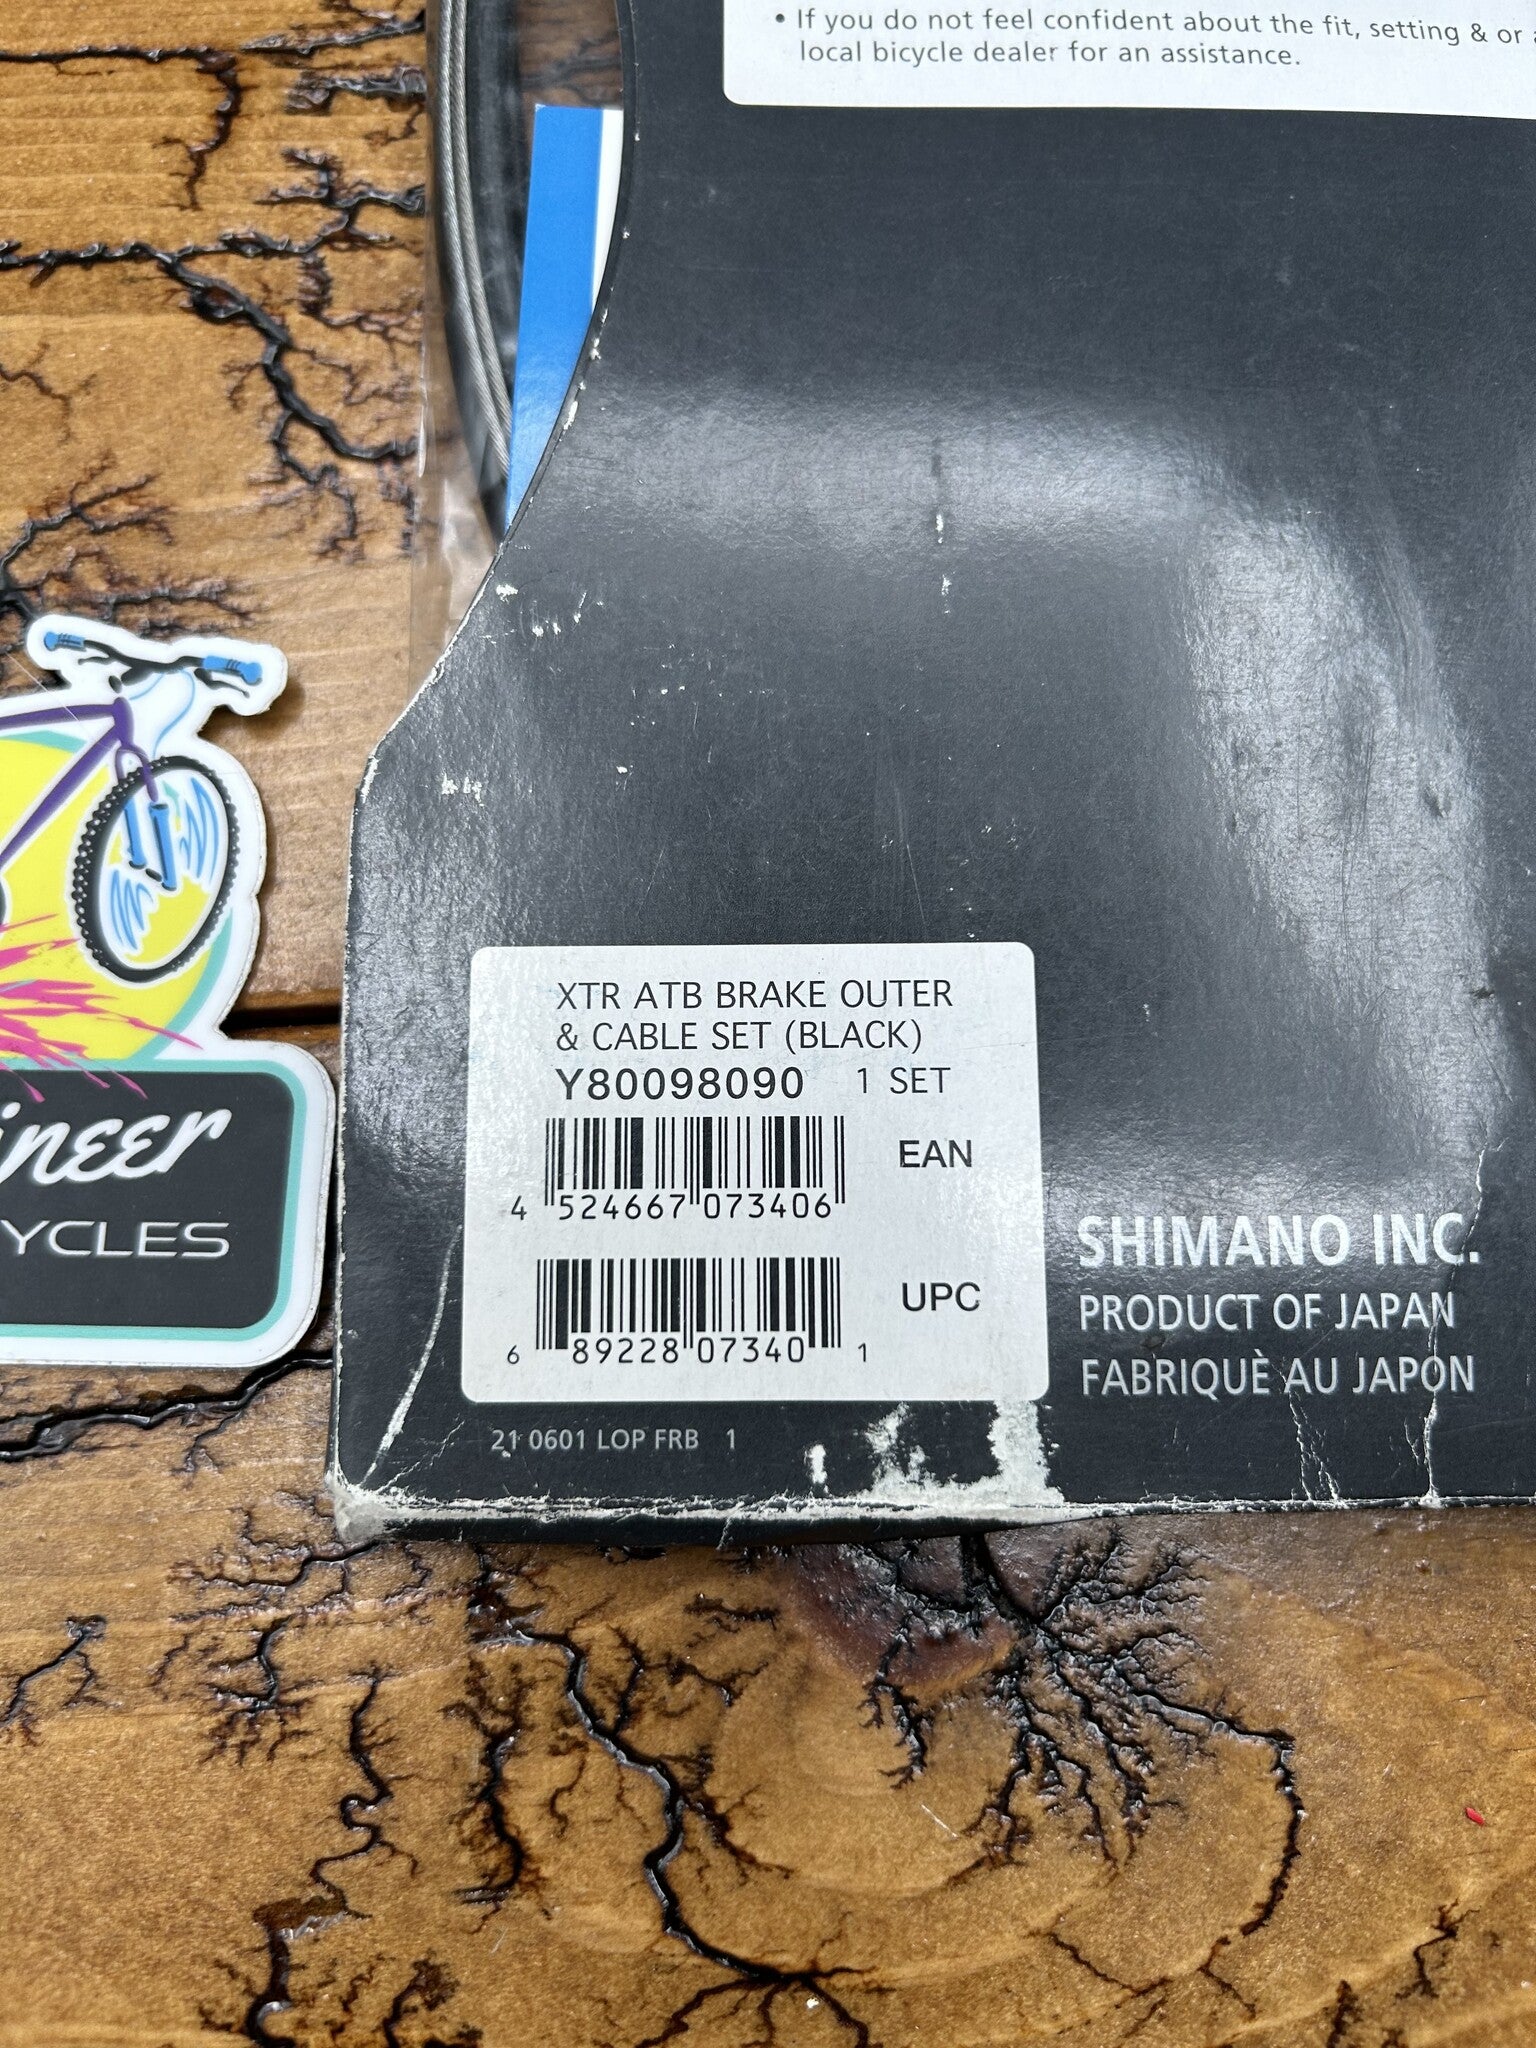 • If you do not feel confident about the fit, setting & or
local bicycle dealer for an assistance.
XTR ATB BRAKE OUTER
& CABLE SET (BLACK)
Y80098090 1 SET
EAN
4 524667 073406
UPC
6 89228 07340 1
SHIMANO INC.
PRODUCT OF JAPAN
FABRIQUÈ AU JAPON
21 0601 LOP FRB 1
ineer
YCLES